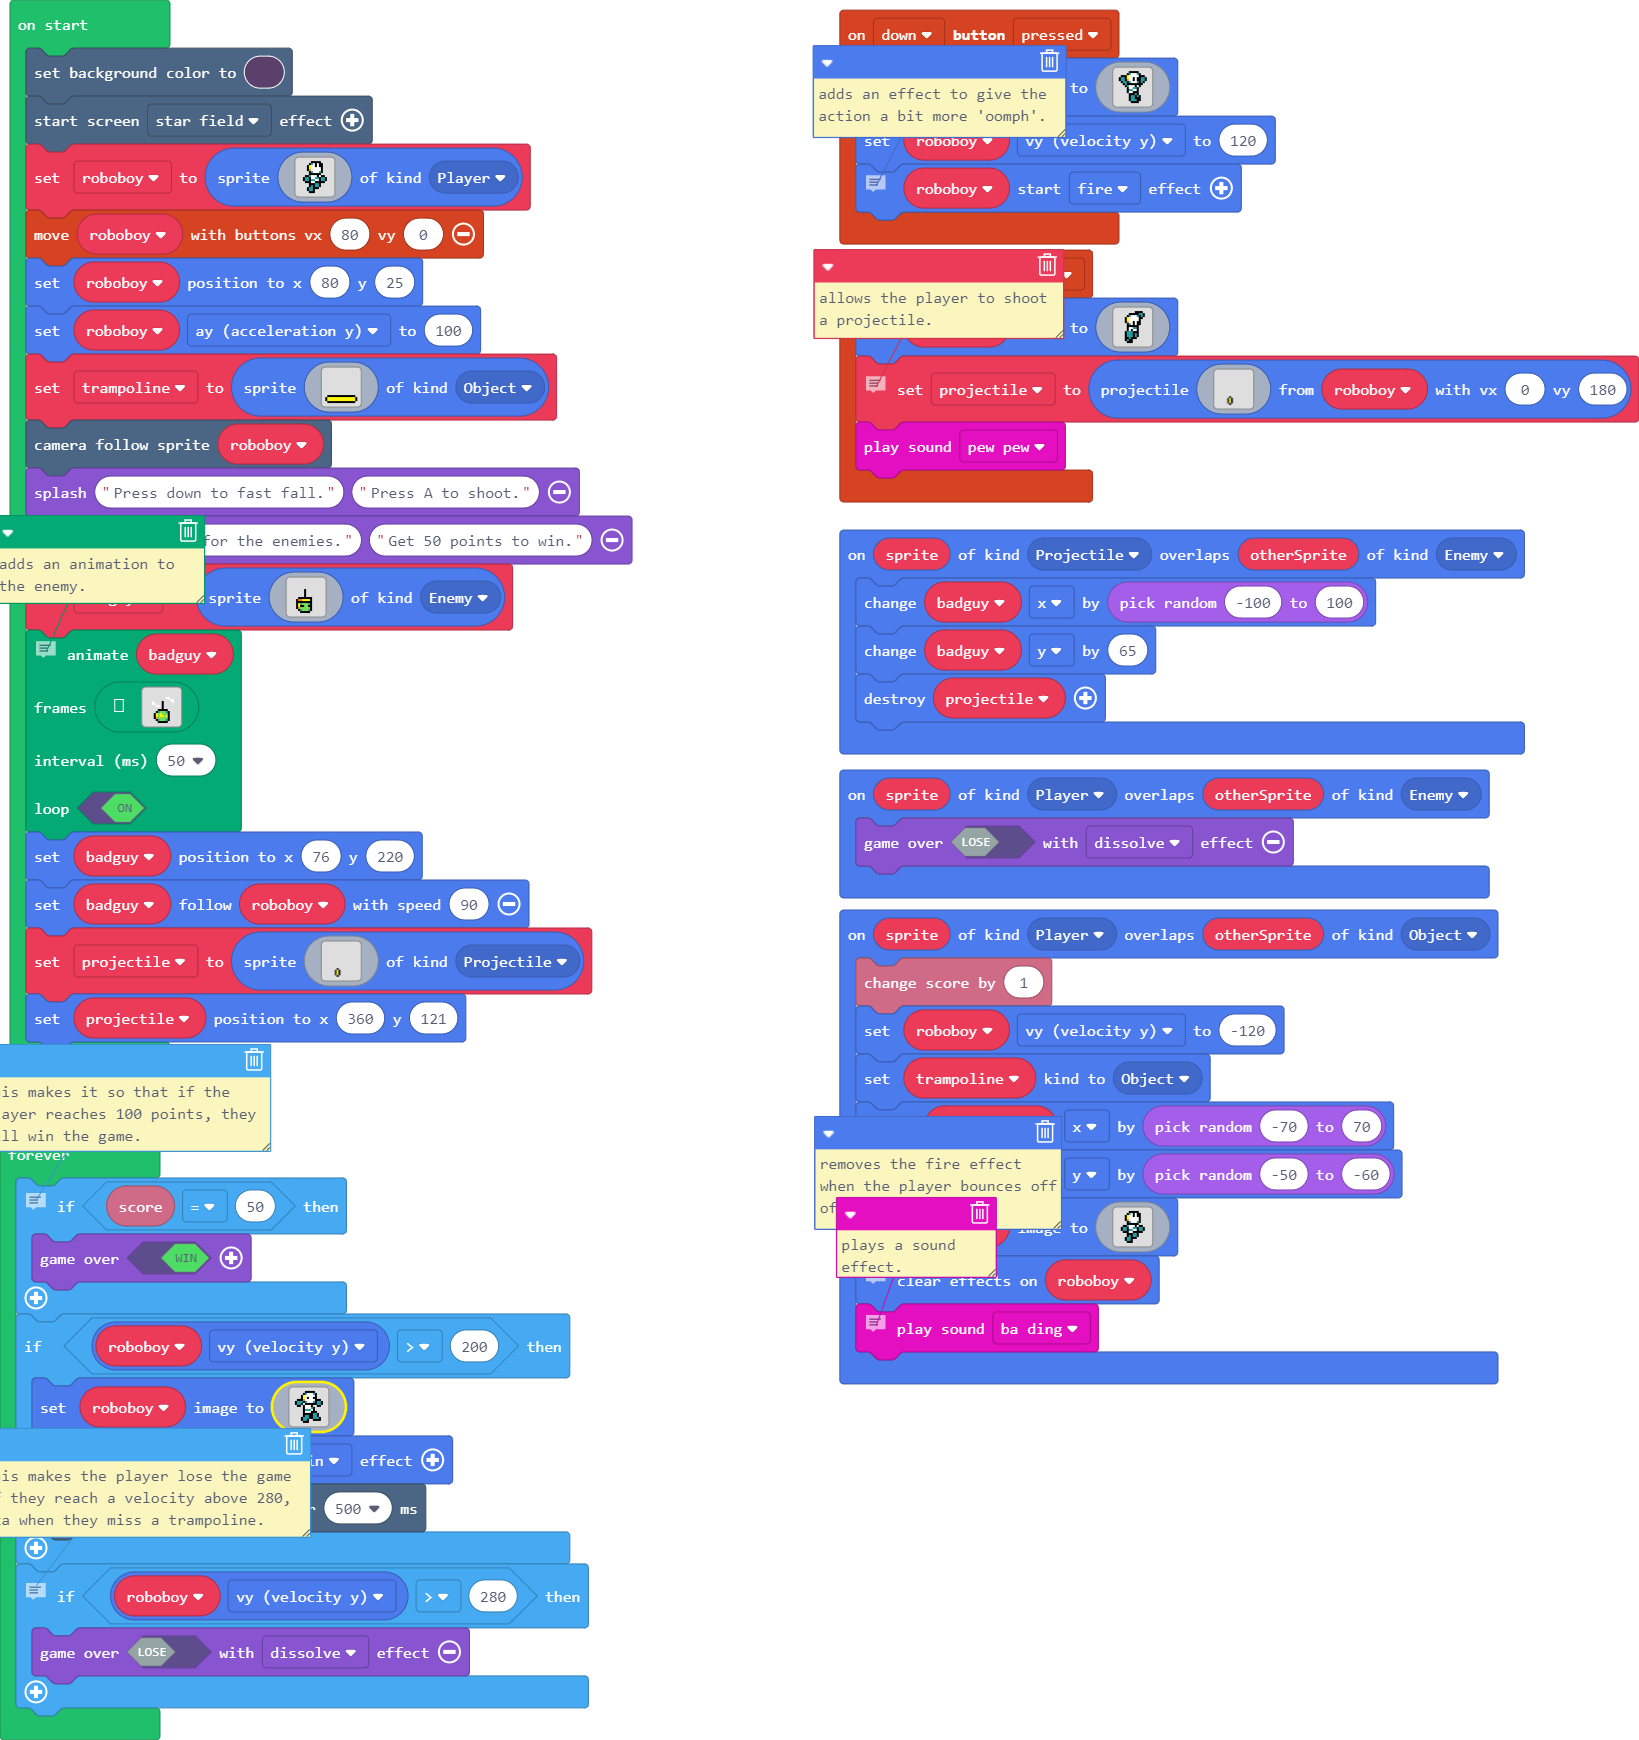 on start
set background color to
start screen star field effect
set roboboy to sprite of kind Player
move roboboy with buttons vx 80 vy 0
set roboboy position to x 80 y 25
set roboboy ay (acceleration y) to 100
set trampoline to sprite of kind Object
camera follow sprite roboboy
splash "Press down to fast fall." "Press A to shoot."
for the enemies." "Get 50 points to win."
adds an animation to
the enemy.
sprite of kind Enemy
animate badguy
frames
interval (ms) 50
loop ON
set badguy position to x 76 y 220
set badguy follow roboboy with speed 90
set projectile to sprite of kind Projectile
set projectile position to x 360 y 121
is makes it so that if the
ayer reaches 100 points, they
ll win the game.
forever
if score = 50 then
game over WIN
if roboboy vy (velocity y) > 200 then
set roboboy image to
in effect
is makes the player lose the game
they reach a velocity above 280,
a when they miss a trampoline.
500 ms
if roboboy vy (velocity y) > 280 then
game over LOSE with dissolve effect
on down button pressed
adds an effect to give the
action a bit more 'oomph'.
to
set roboboy vy (velocity y) to 120
roboboy start fire effect
allows the player to shoot
a projectile.
to
set projectile to projectile from roboboy with vx 0 vy 180
play sound pew pew
on sprite of kind Projectile overlaps otherSprite of kind Enemy
change badguy x by pick random -100 to 100
change badguy y by 65
destroy projectile
on sprite of kind Player overlaps otherSprite of kind Enemy
game over LOSE with dissolve effect
on sprite of kind Player overlaps otherSprite of kind Object
change score by 1
set roboboy vy (velocity y) to -120
set trampoline kind to Object
x by pick random -70 to 70
y by pick random -50 to -60
removes the fire effect
when the player bounces off
of
image to
plays a sound
effect.
clear effects on roboboy
play sound ba ding